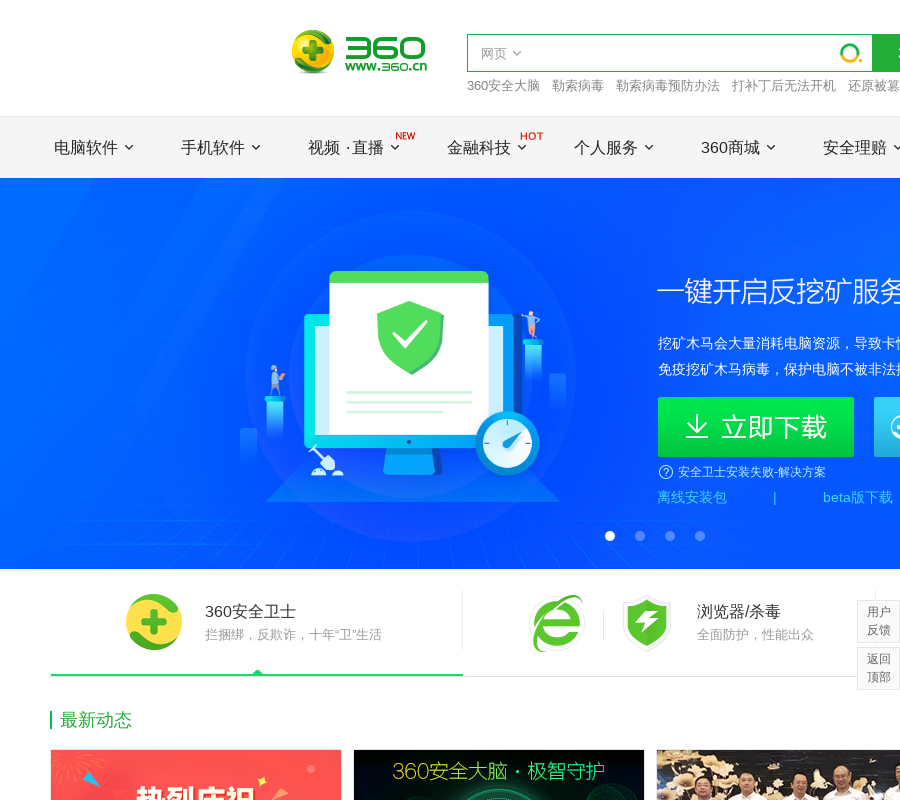 360
www.360.cn
网页
360安全大脑 勒索病毒 勒索病毒预防办法 打补丁后无法开机 还原被篡
电脑软件 手机软件 视频 · 直播 NEW 金融科技 HOT 个人服务 360商城 安全理赔
一键开启反挖矿服务
挖矿木马会大量消耗电脑资源，导致卡
免疫挖矿木马病毒，保护电脑不被非法
立即下载
安全卫士安装失败-解决方案
离线安装包 | beta版下载
360安全卫士
拦捆绑，反欺诈，十年“卫”生活
浏览器/杀毒
全面防护，性能出众
用户
反馈
返回
顶部
最新动态
热烈庆祝
360安全大脑·极智守护